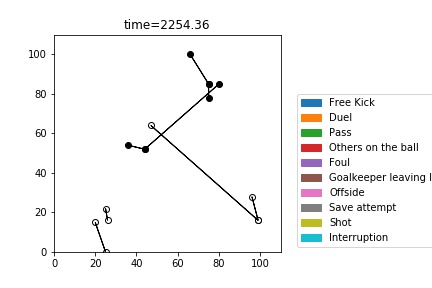 time=2254.36
100
80
60
40
20
0
0 20 40 60 80 100
Free Kick
Duel
Pass
Others on the ball
Foul
Goalkeeper leaving l
Offside
Save attempt
Shot
Interruption